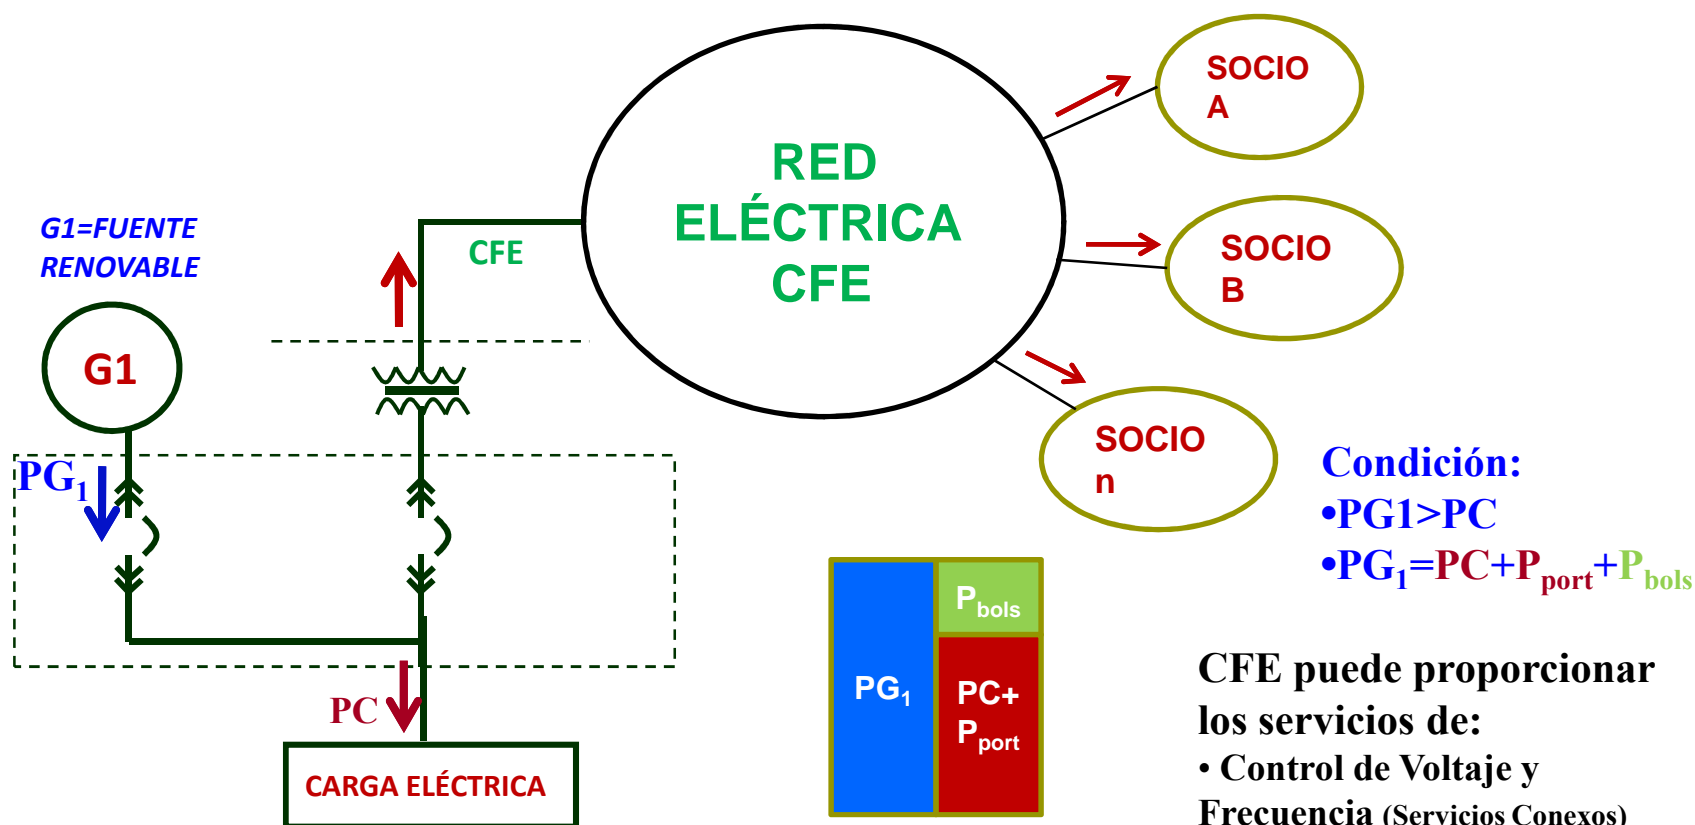 RED
ELÉCTRICA
CFE
SOCIO
A
SOCIO
B
SOCIO
n
G1=FUENTE
RENOVABLE
CFE
G1
PG1
PC
CARGA ELÉCTRICA
PG1
Pbols
PC+
Pport
Condición:
•PG1>PC
•PG1=PC+Pport+Pbols
CFE puede proporcionar
los servicios de:
• Control de Voltaje y
Frecuencia (Servicios Conexos)